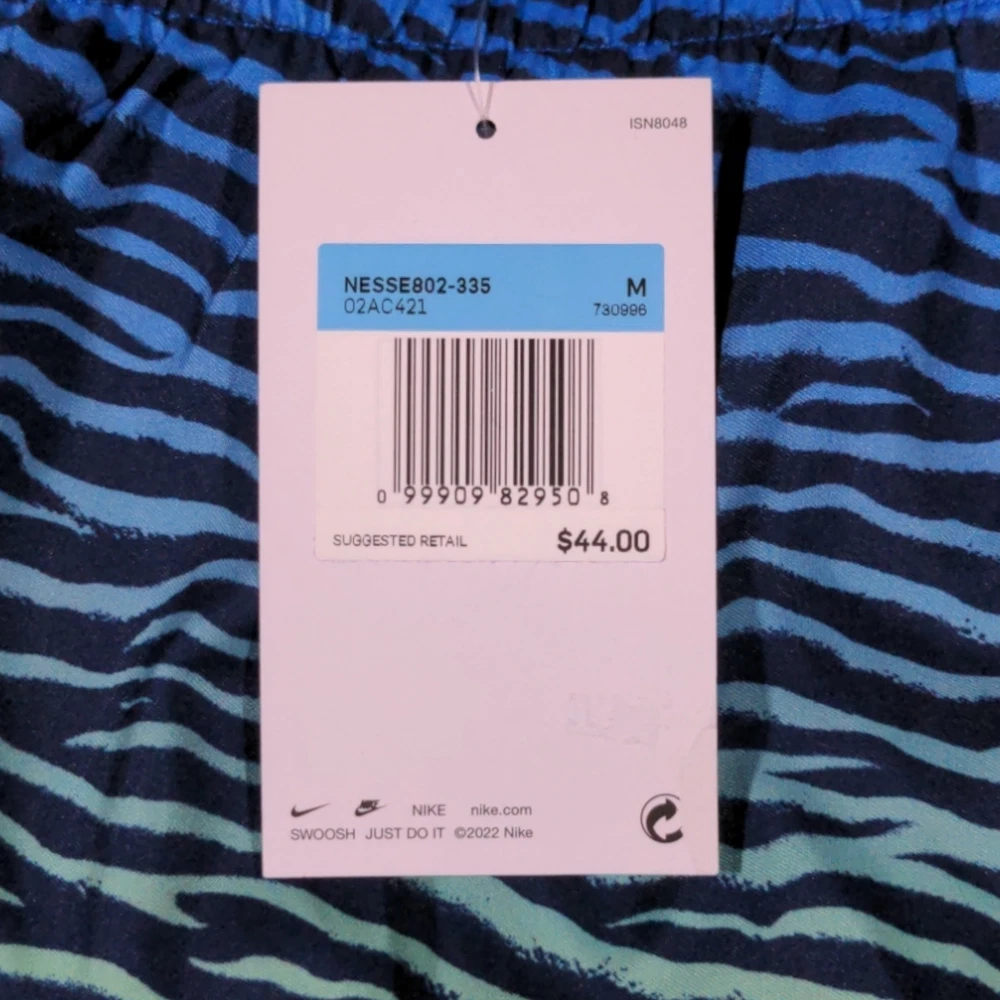 ISN8048
NESSE802-335
M
02AC421
730996
0 99909 82950 8
SUGGESTED RETAIL
$44.00
NIKE
NIKE nike.com
SWOOSH JUST DO IT ©2022 Nike